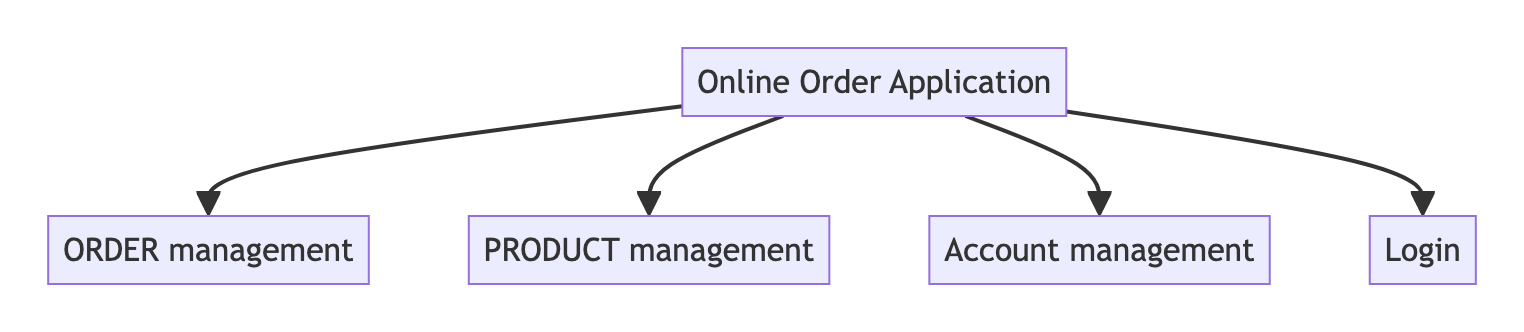 Online Order Application
ORDER management
PRODUCT management
Account management
Login